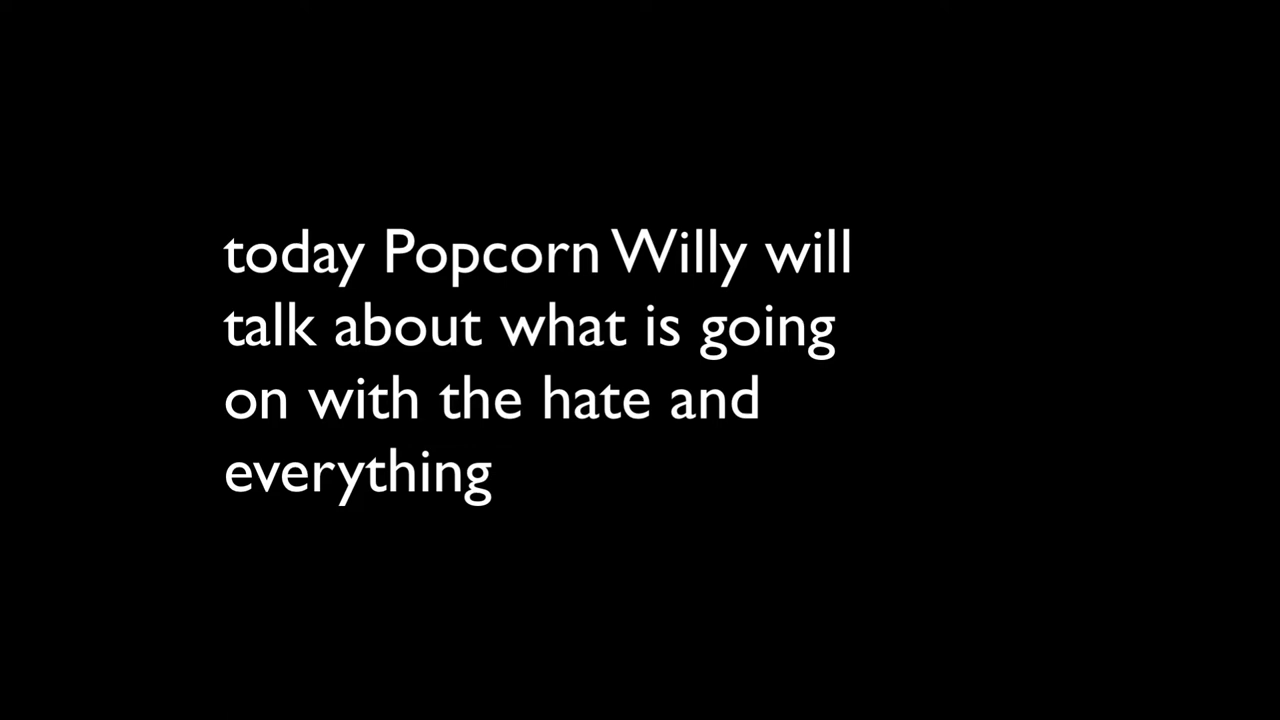 today Popcorn Willy will
talk about what is going
on with the hate and
everything